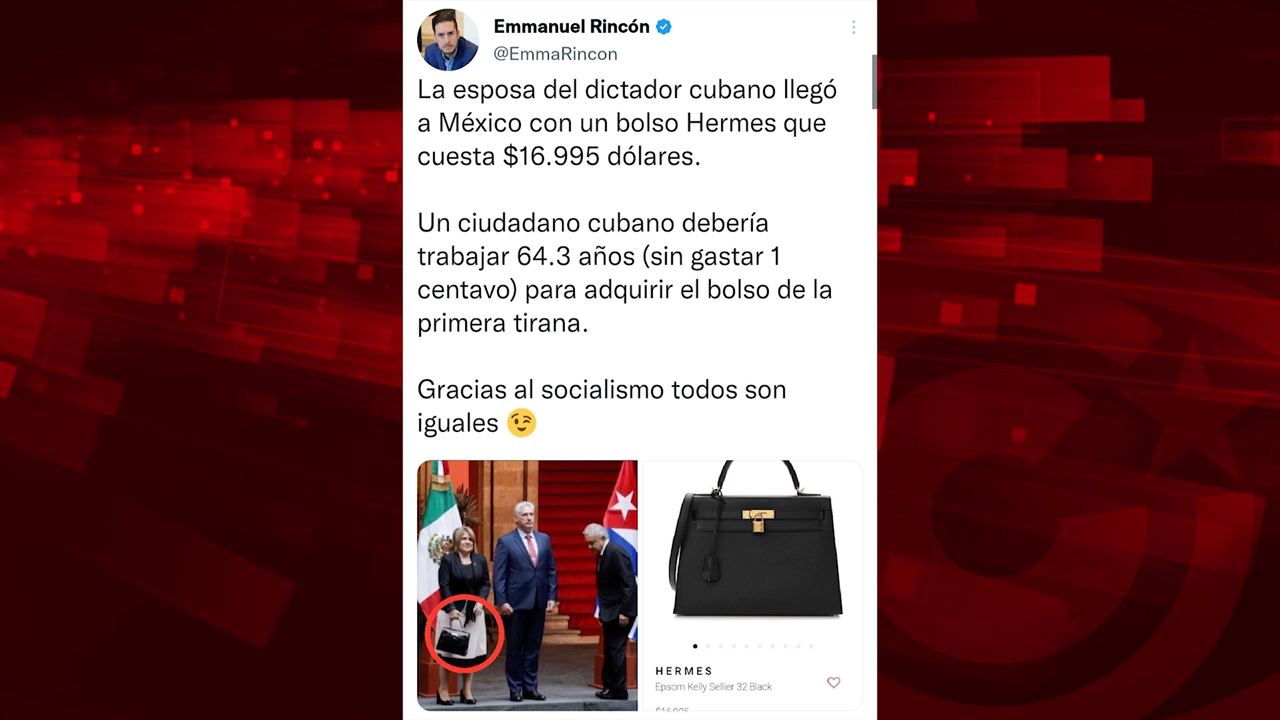 Emmanuel Rincón
@EmmaRincon
La esposa del dictador cubano llegó
a México con un bolso Hermes que
cuesta $16.995 dólares.
Un ciudadano cubano debería
trabajar 64.3 años (sin gastar 1
centavo) para adquirir el bolso de la
primera tirana.
Gracias al socialismo todos son
iguales 😉
HERMES
Epsom Kelly Sellier 32 Black